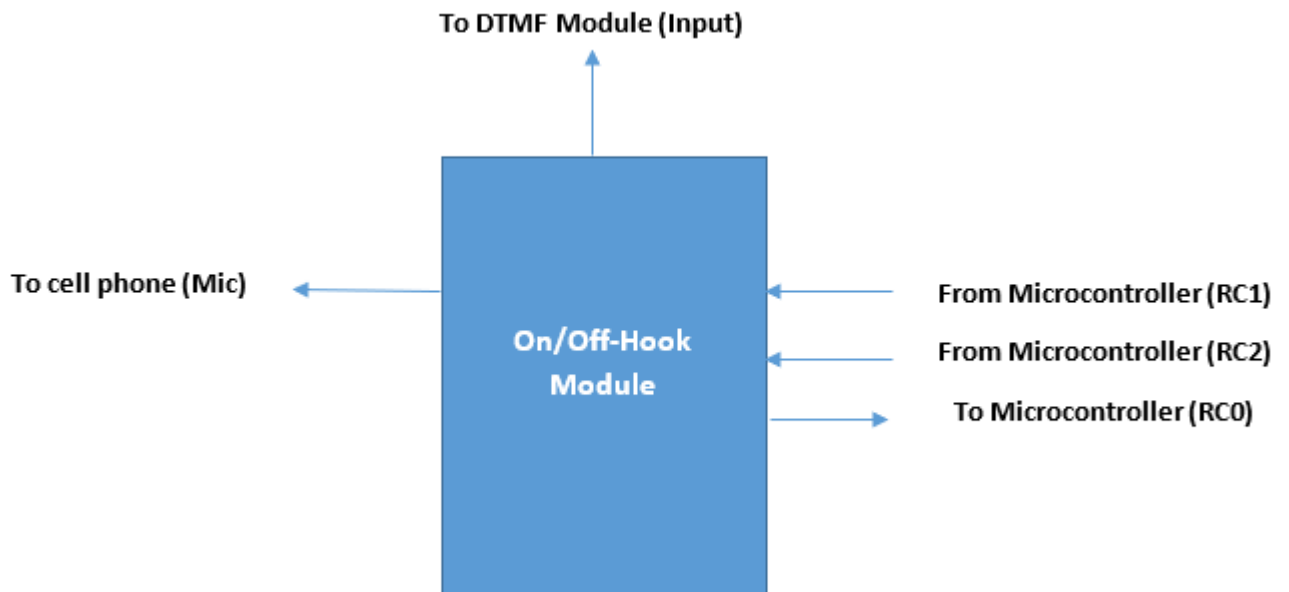 To DTMF Module (Input)
To cell phone (Mic)
From Microcontroller (RC1)
On/Off-Hook
Module
From Microcontroller (RC2)
To Microcontroller (RC0)